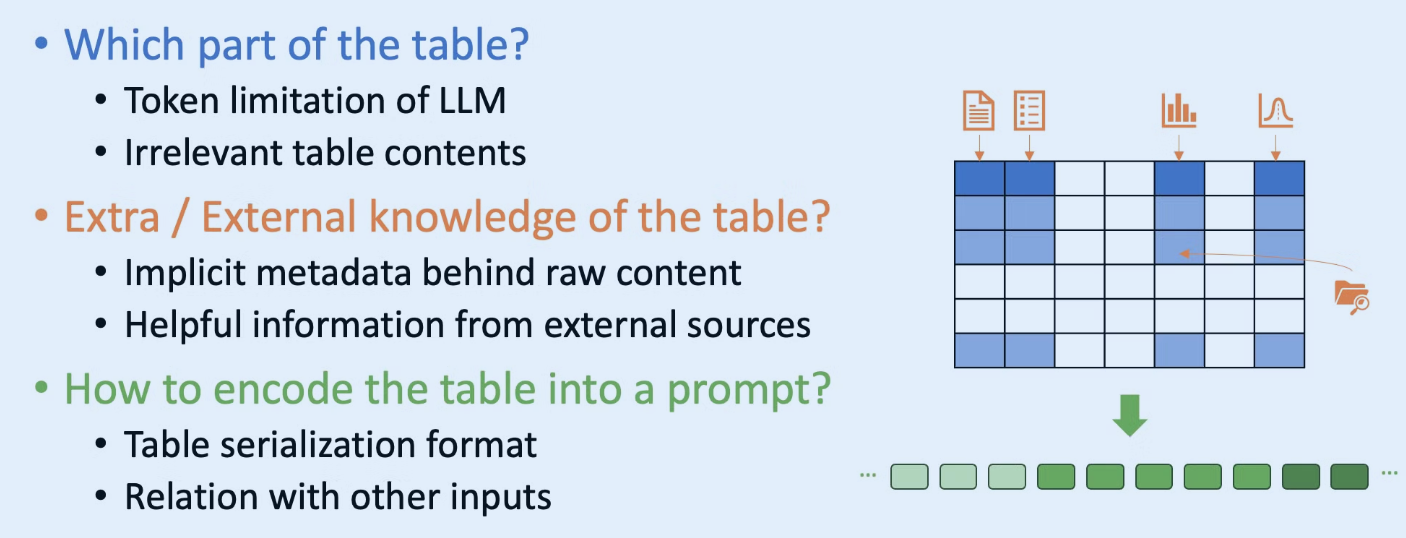 • Which part of the table?
• Token limitation of LLM
• Irrelevant table contents
• Extra / External knowledge of the table?
• Implicit metadata behind raw content
• Helpful information from external sources
• How to encode the table into a prompt?
• Table serialization format
• Relation with other inputs
... ...